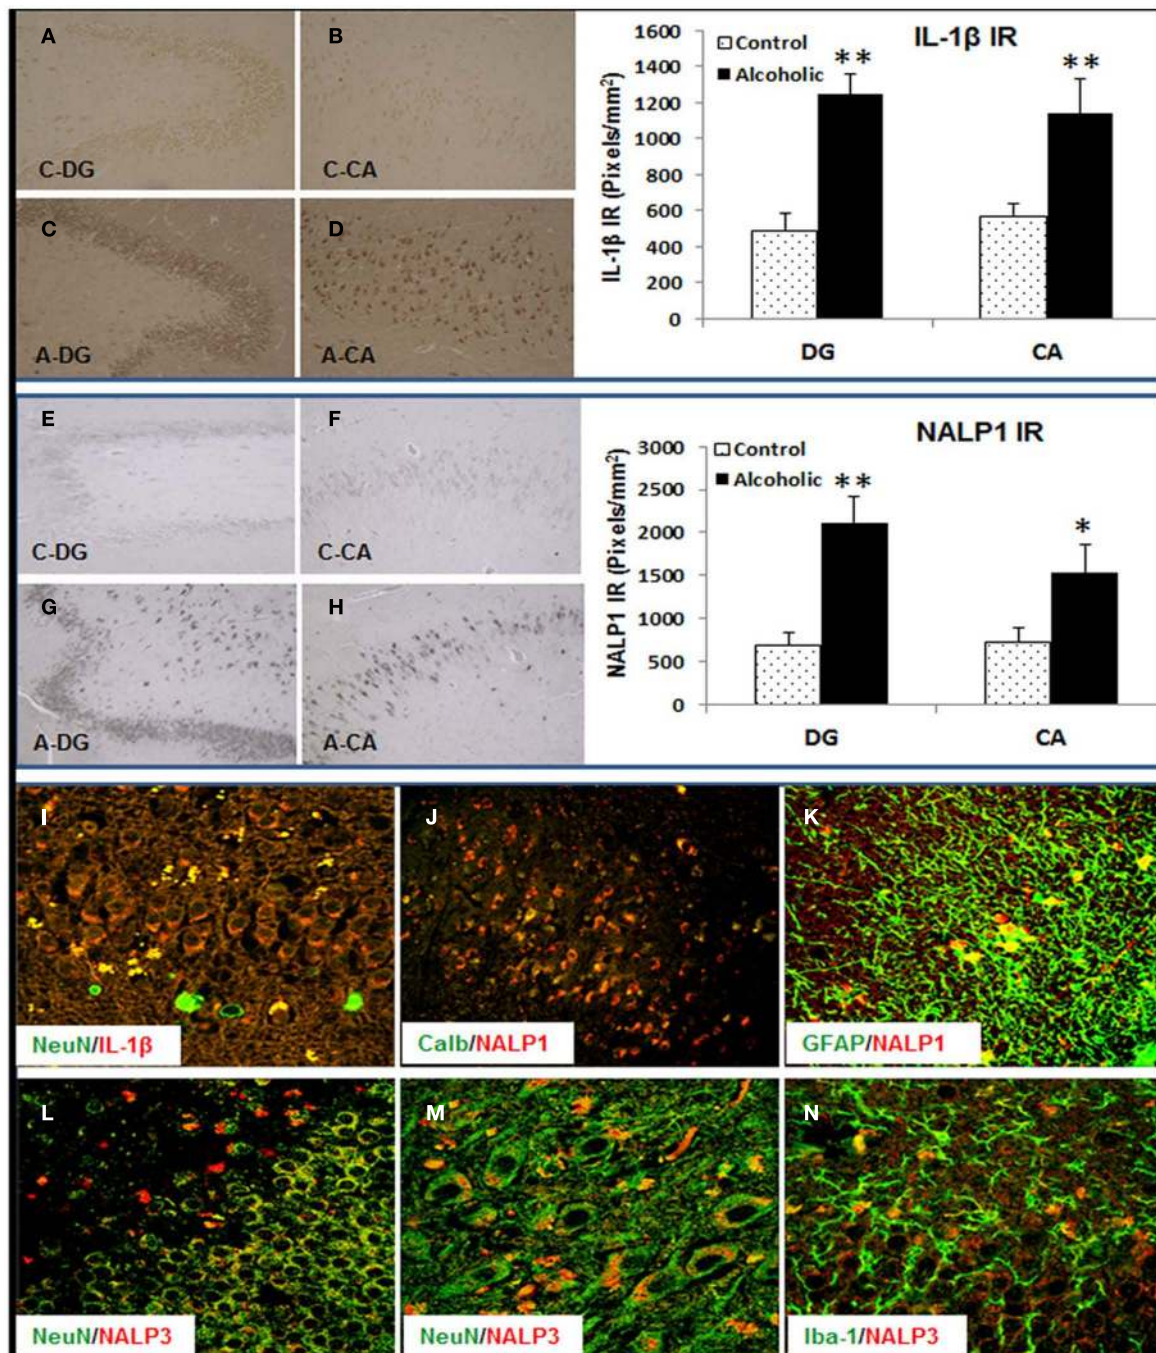 A
C-DG
B
C-CA
C
A-DG
D
A-CA
IL-1β IR
Control
Alcoholic
** **
IL-1β IR (Pixels/mm²)
1600
1400
1200
1000
800
600
400
200
0
DG CA
E
C-DG
F
C-CA
G
A-DG
H
A-CA
NALP1 IR
Control
Alcoholic
** *
NALP1 IR (Pixels/mm²)
3000
2500
2000
1500
1000
500
0
DG CA
I
NeuN/IL-1β
J
Calb/NALP1
K
GFAP/NALP1
L
NeuN/NALP3
M
NeuN/NALP3
N
Iba-1/NALP3